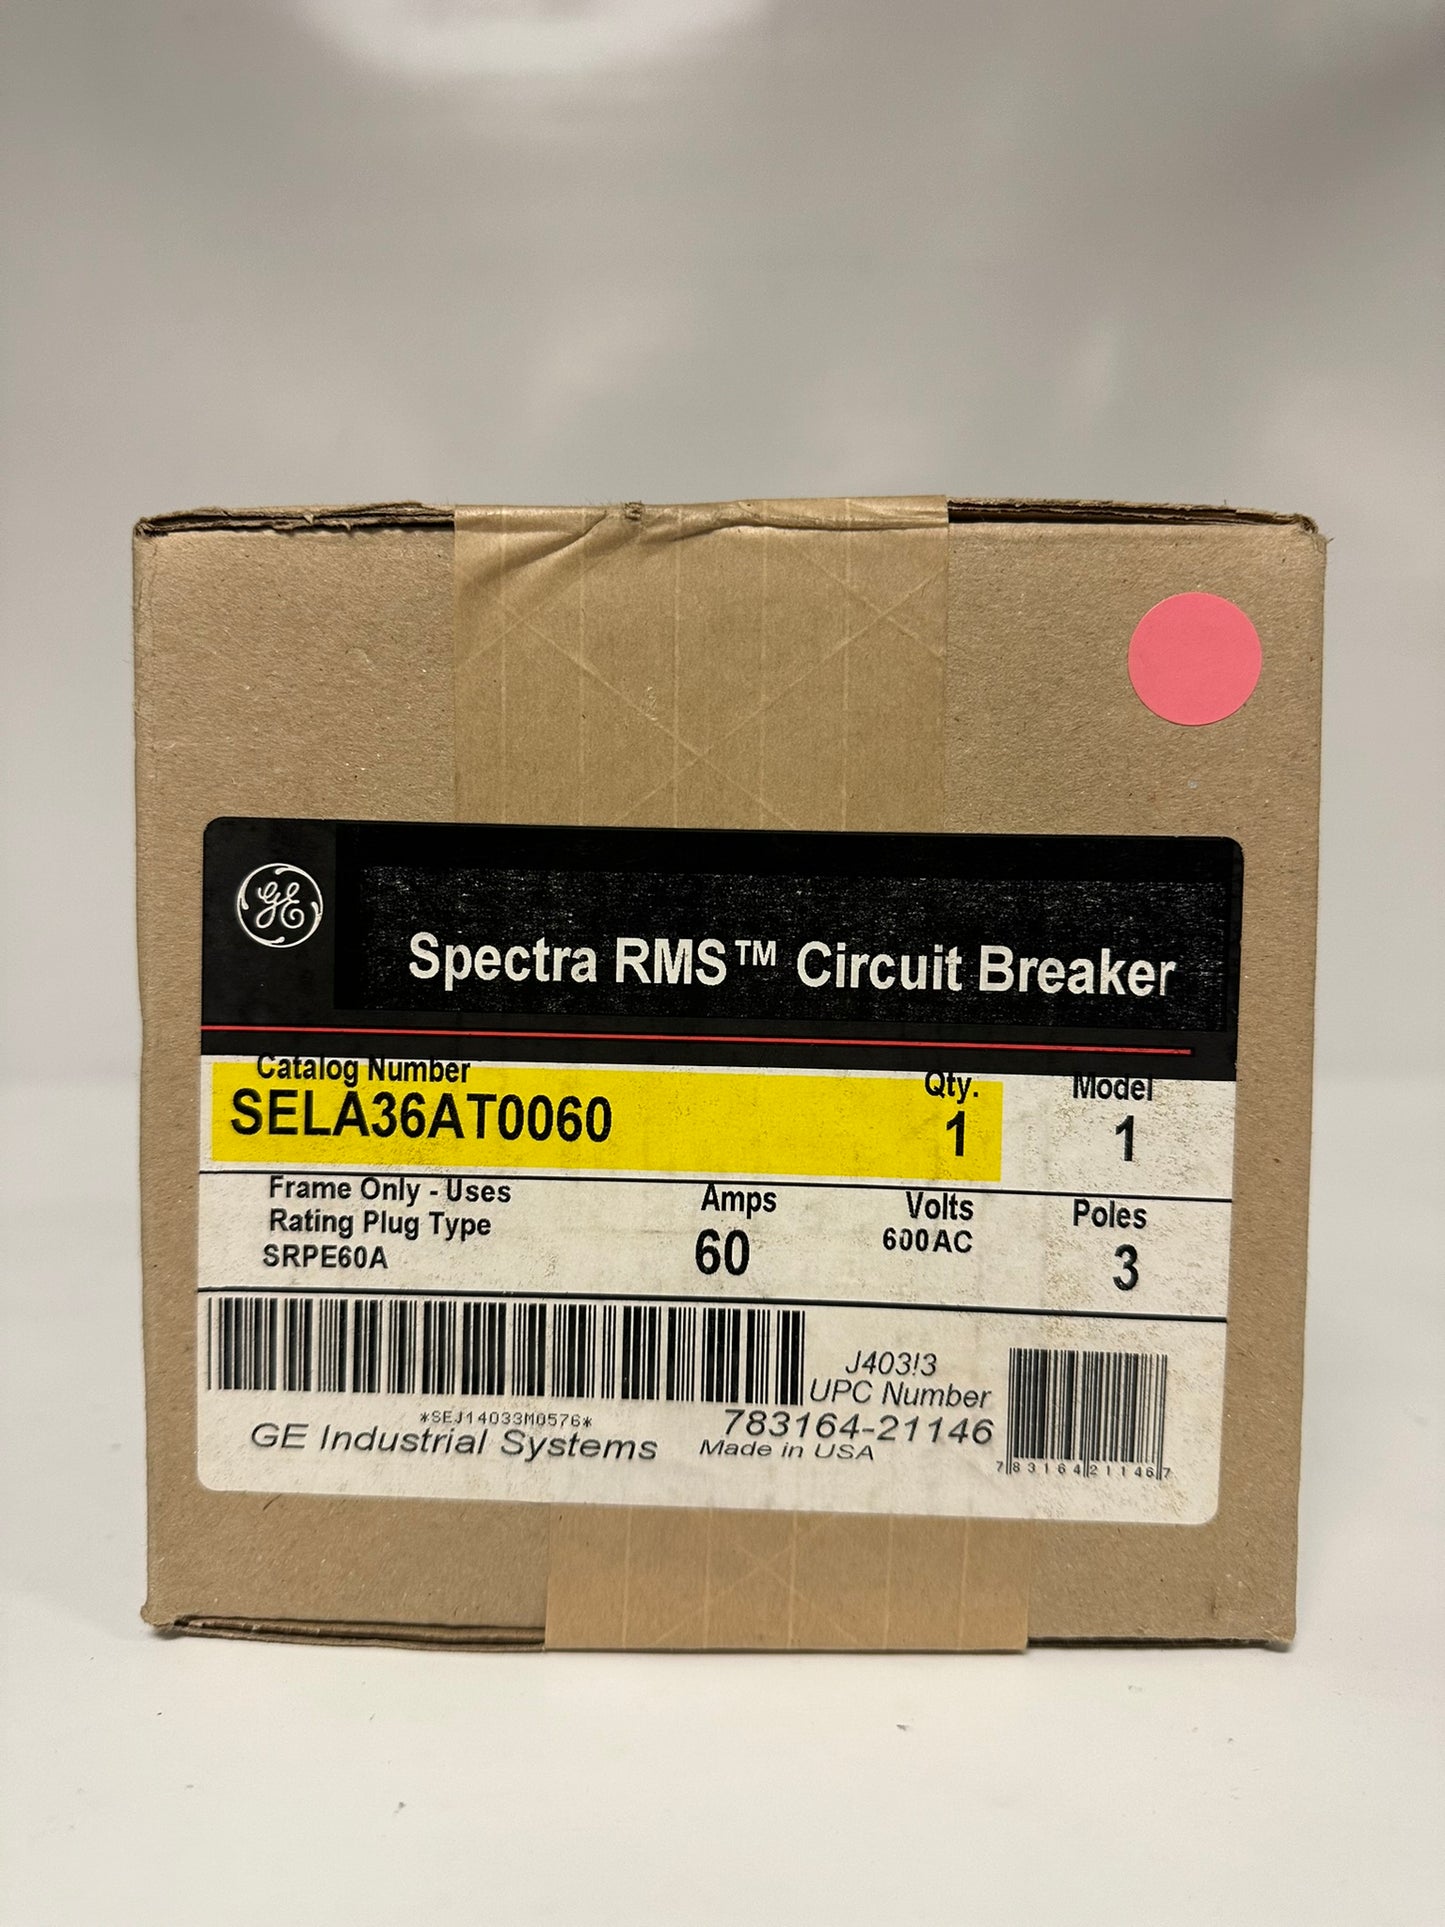 GE
Spectra RMS™ Circuit Breaker
Catalog Number Qty. Model
SELA36AT0060 1 1
Frame Only - Uses Amps Volts Poles
Rating Plug Type
SRPE60A 60 600AC 3
J403!3
UPC Number
*SEJ14033M0576* 783164-21146
GE Industrial Systems Made in USA
7 83164 21146 7